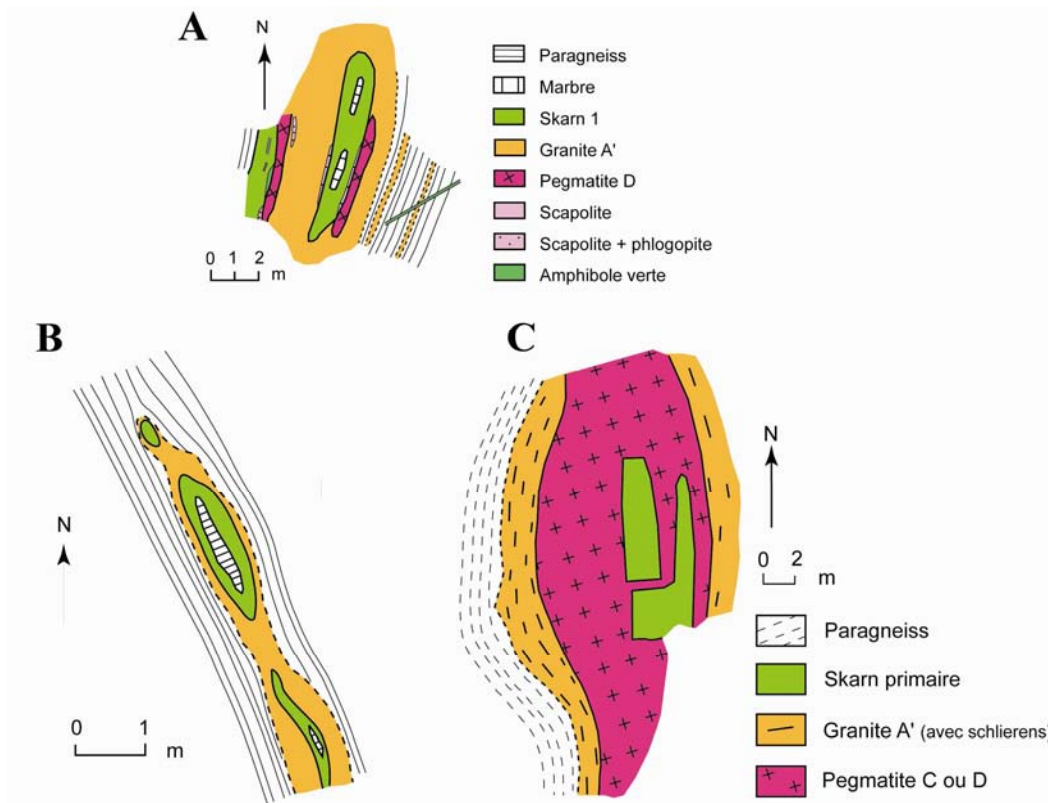 A
N
Paragneiss
Marbre
Skarn 1
Granite A'
Pegmatite D
Scapolite
Scapolite + phlogopite
Amphibole verte
0 1 2
m
B
N
0 1
m
C
N
0 2
m
Paragneiss
Skarn primaire
Granite A' (avec schlierens)
Pegmatite C ou D